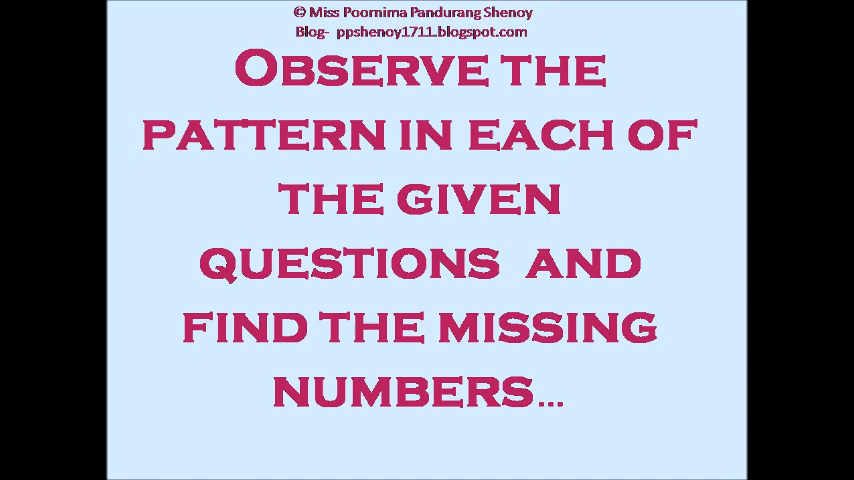 © Miss Poornima Pandurang Shenoy
Blog- ppshenoy1711.blogspot.com
OBSERVE THE
PATTERN IN EACH OF
THE GIVEN
QUESTIONS AND
FIND THE MISSING
NUMBERS...